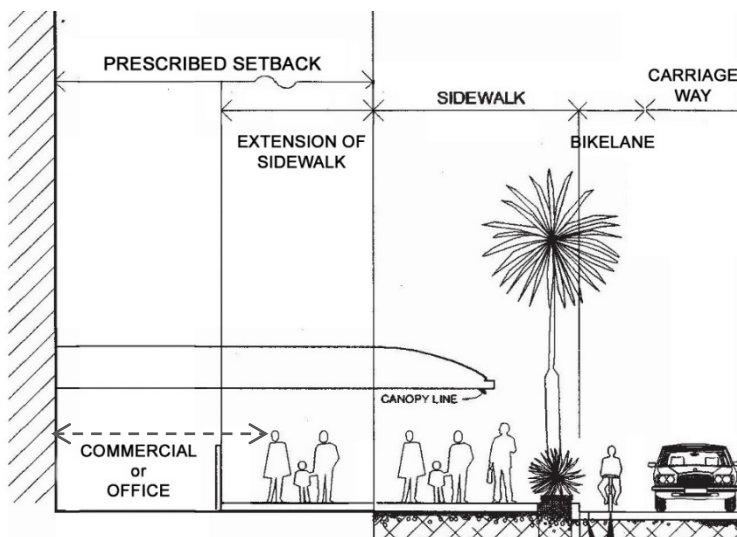 PRESCRIBED SETBACK
SIDEWALK
CARRIAGE
WAY
EXTENSION OF
SIDEWALK
BIKELANE
CANOPY LINE
COMMERCIAL
or
OFFICE